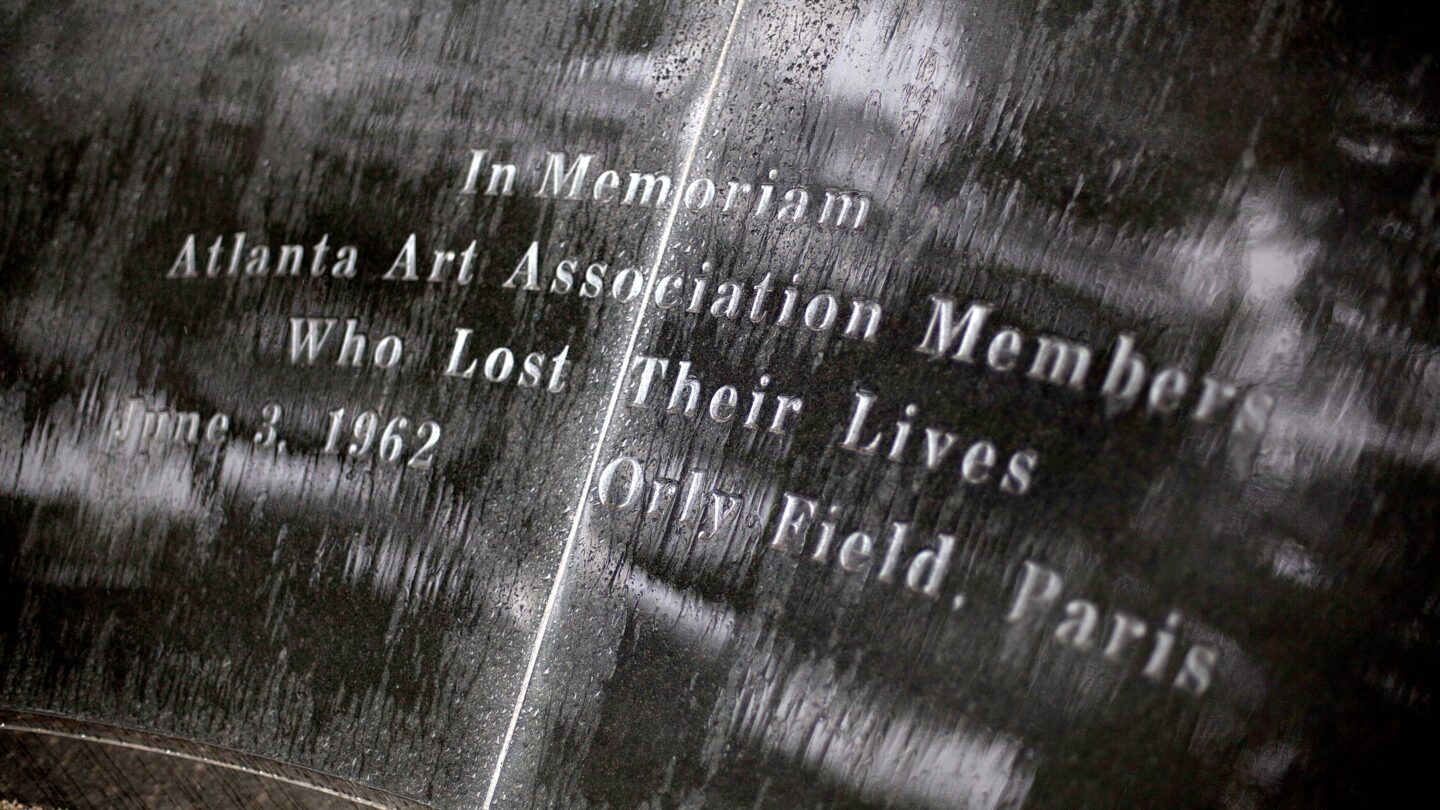 In Memoriam
Atlanta Art Association Members
Who Lost Their Lives
June 3, 1962 Orly Field, Paris